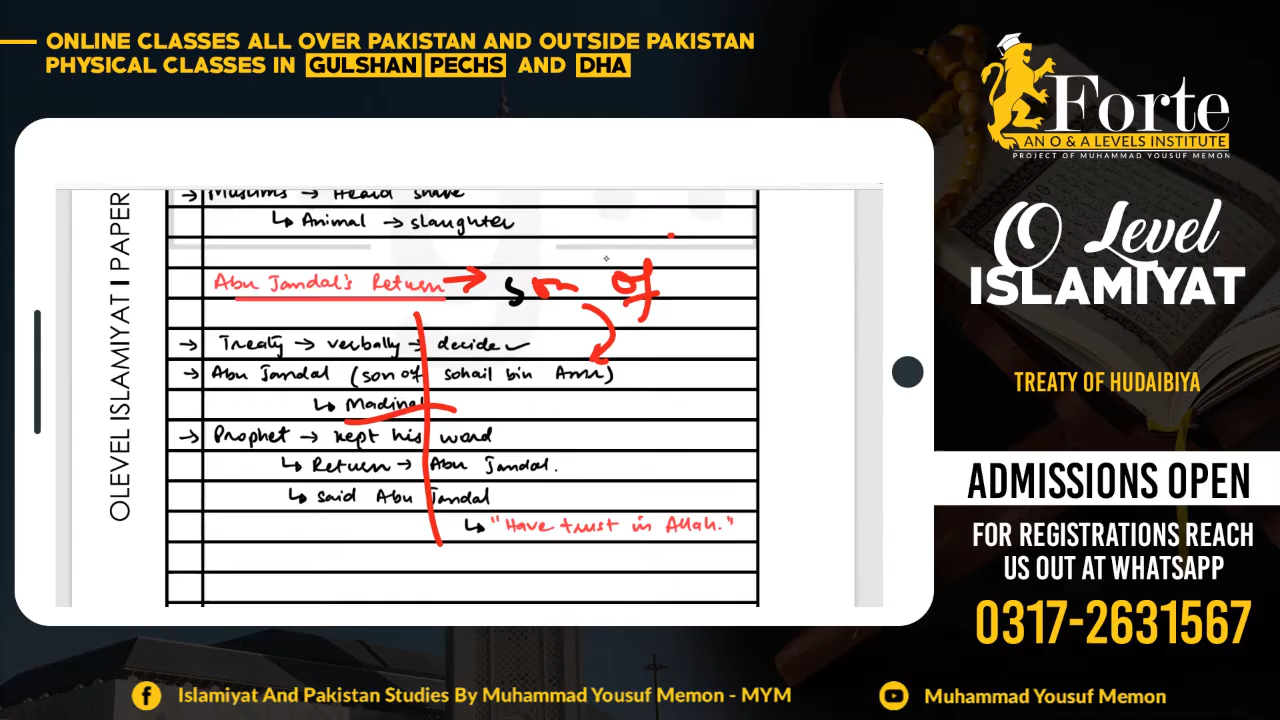 ONLINE CLASSES ALL OVER PAKISTAN AND OUTSIDE PAKISTAN
PHYSICAL CLASSES IN GULSHAN PECHS AND DHA
Forte
AN O & A LEVELS INSTITUTE
PROJECT OF MUHAMMAD YOUSUF MEMON
O Level
ISLAMIYAT
TREATY OF HUDAIBIYA
ADMISSIONS OPEN
FOR REGISTRATIONS REACH
US OUT AT WHATSAPP
0317-2631567
OLEVEL ISLAMIYAT I PAPER
→ Muslims → Head shave
↳ Animal → slaughter
Abu Jandal's Return → son of
→ Treaty → verbally → decide
→ Abu Jandal (son of sohail bin Amr)
↳ Madinah
→ Prophet → kept his word
↳ Return → Abu Jandal.
↳ said Abu Jandal
↳ "Have trust in Allah."
Islamiyat And Pakistan Studies By Muhammad Yousuf Memon - MYM
Muhammad Yousuf Memon